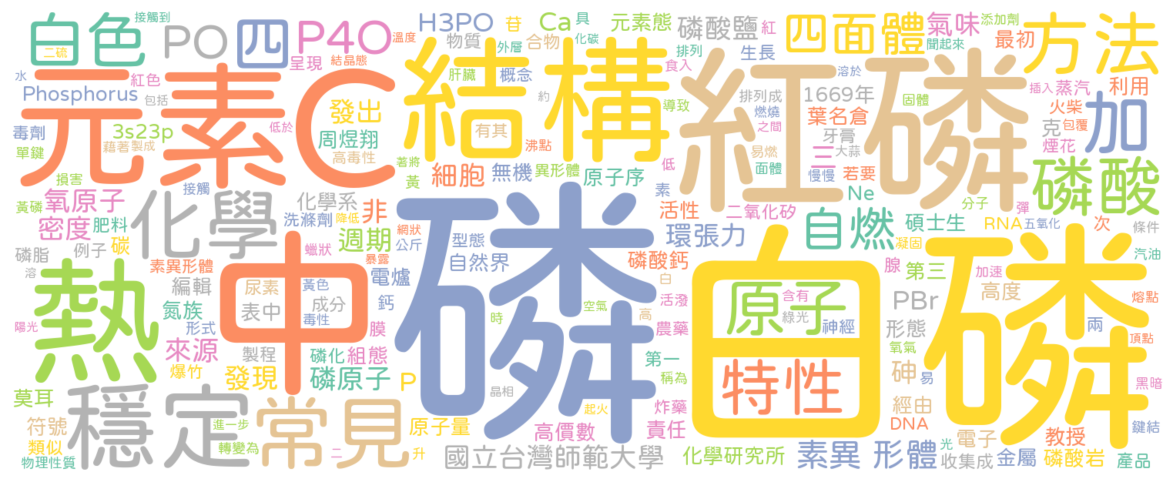 白色
接觸到
二硫
PO
四
P4O
溫度
呈現
結晶態
H3PO
苷
Ca
具
物質
外層
合物
化碳
元素態
磷酸鹽
紅
排列
食入
四面體
氣味
添加劑
聞起來
最初
方法
元素C
結構
紅磷
水
紅色
Phosphorus
包括
毒劑
3s23p
單鍵
藉著
製成
低於
發出
周煜翔
高毒性
肝臟
概念
約
導致
有其
沸點
易燃
著將
黃
細胞
無機
異形體
低
生長
溶於
排列成
燃燒
之間
面體
1669年
葉名倉
固體
牙膏
大蒜
三
慢慢
若要
插入
蒸汽
利用
火柴
克
包覆
煙花
加
損害
黃磷
接觸
氧原子
密度
肥料
化學
化學系
洗滌劑
降低
非
週期
原子序
素
活性
二氧化矽
環張力
Ne
自燃
碩士生
分子
彈
RNA
五氧化
次
條件
磷酸
磷脂
例子
碳
溶
素異形體
編輯
網狀
公斤
蠟狀
暴露
型態
自然界
磷酸鈣
白
腺
第三
凝固
加速
高度
汽油
熔點
熱
中
磷
白磷
陽光
氮族
形式
尿素
黃色
表中
成分
毒性
電爐
鈣
膜
時
空氣
高
活潑
農藥
原子
含有
綠光
神經
特性
PBr
形態
氧氣
兩
頂點
來源
爆竹
製程
發現
磷化
組態
磷原子
P
第一
稱為
晶相
砷
易
黑暗
莫耳
穩定
常見
符號
類似
物理性質
進一步
轉變為
二
升
原子量
起火
高價數
炸藥
責任
經由
DNA
電子
光
收集成
教授
鍵結
國立台灣師範大學
化學研究所
素異
形體
金屬
磷酸岩
產品